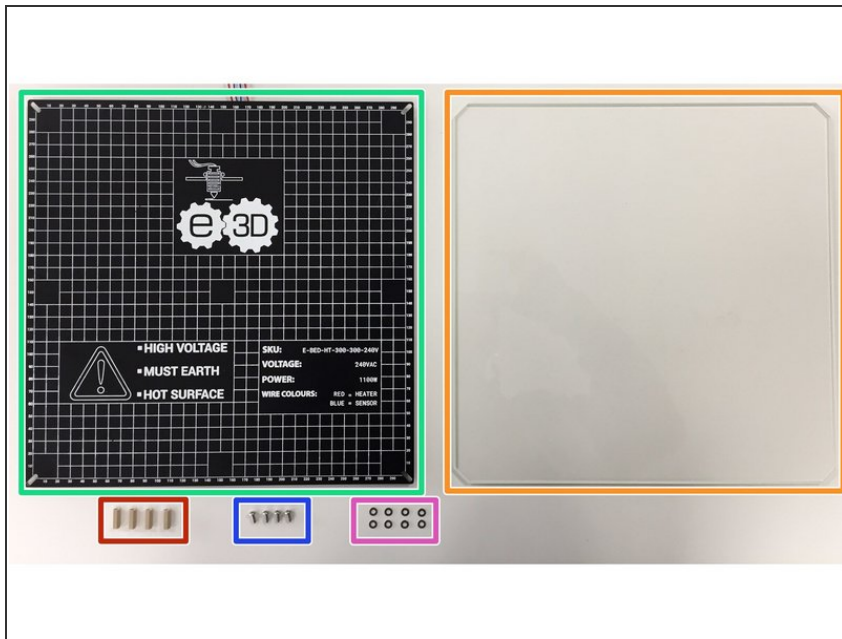 e 3D
HIGH VOLTAGE
MUST EARTH
HOT SURFACE
SKU: E-BED-HT-300-300-240V
VOLTAGE: 240VAC
POWER: 1100W
WIRE COLOURS: RED = HEATER
BLUE = SENSOR